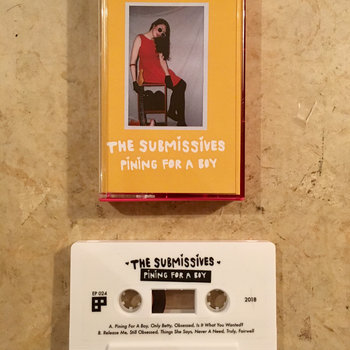 THE SUBMISSIVES
PINING FOR A BOY
THE SUBMISSIVES
PINING FOR A BOY
EP 024
2018
A. Pining For A Boy, Only Betty, Obsessed, Is It What You Wanted?
B. Release Me, Still Obsessed, Things She Says, Never A Need, Truly, Fairwell